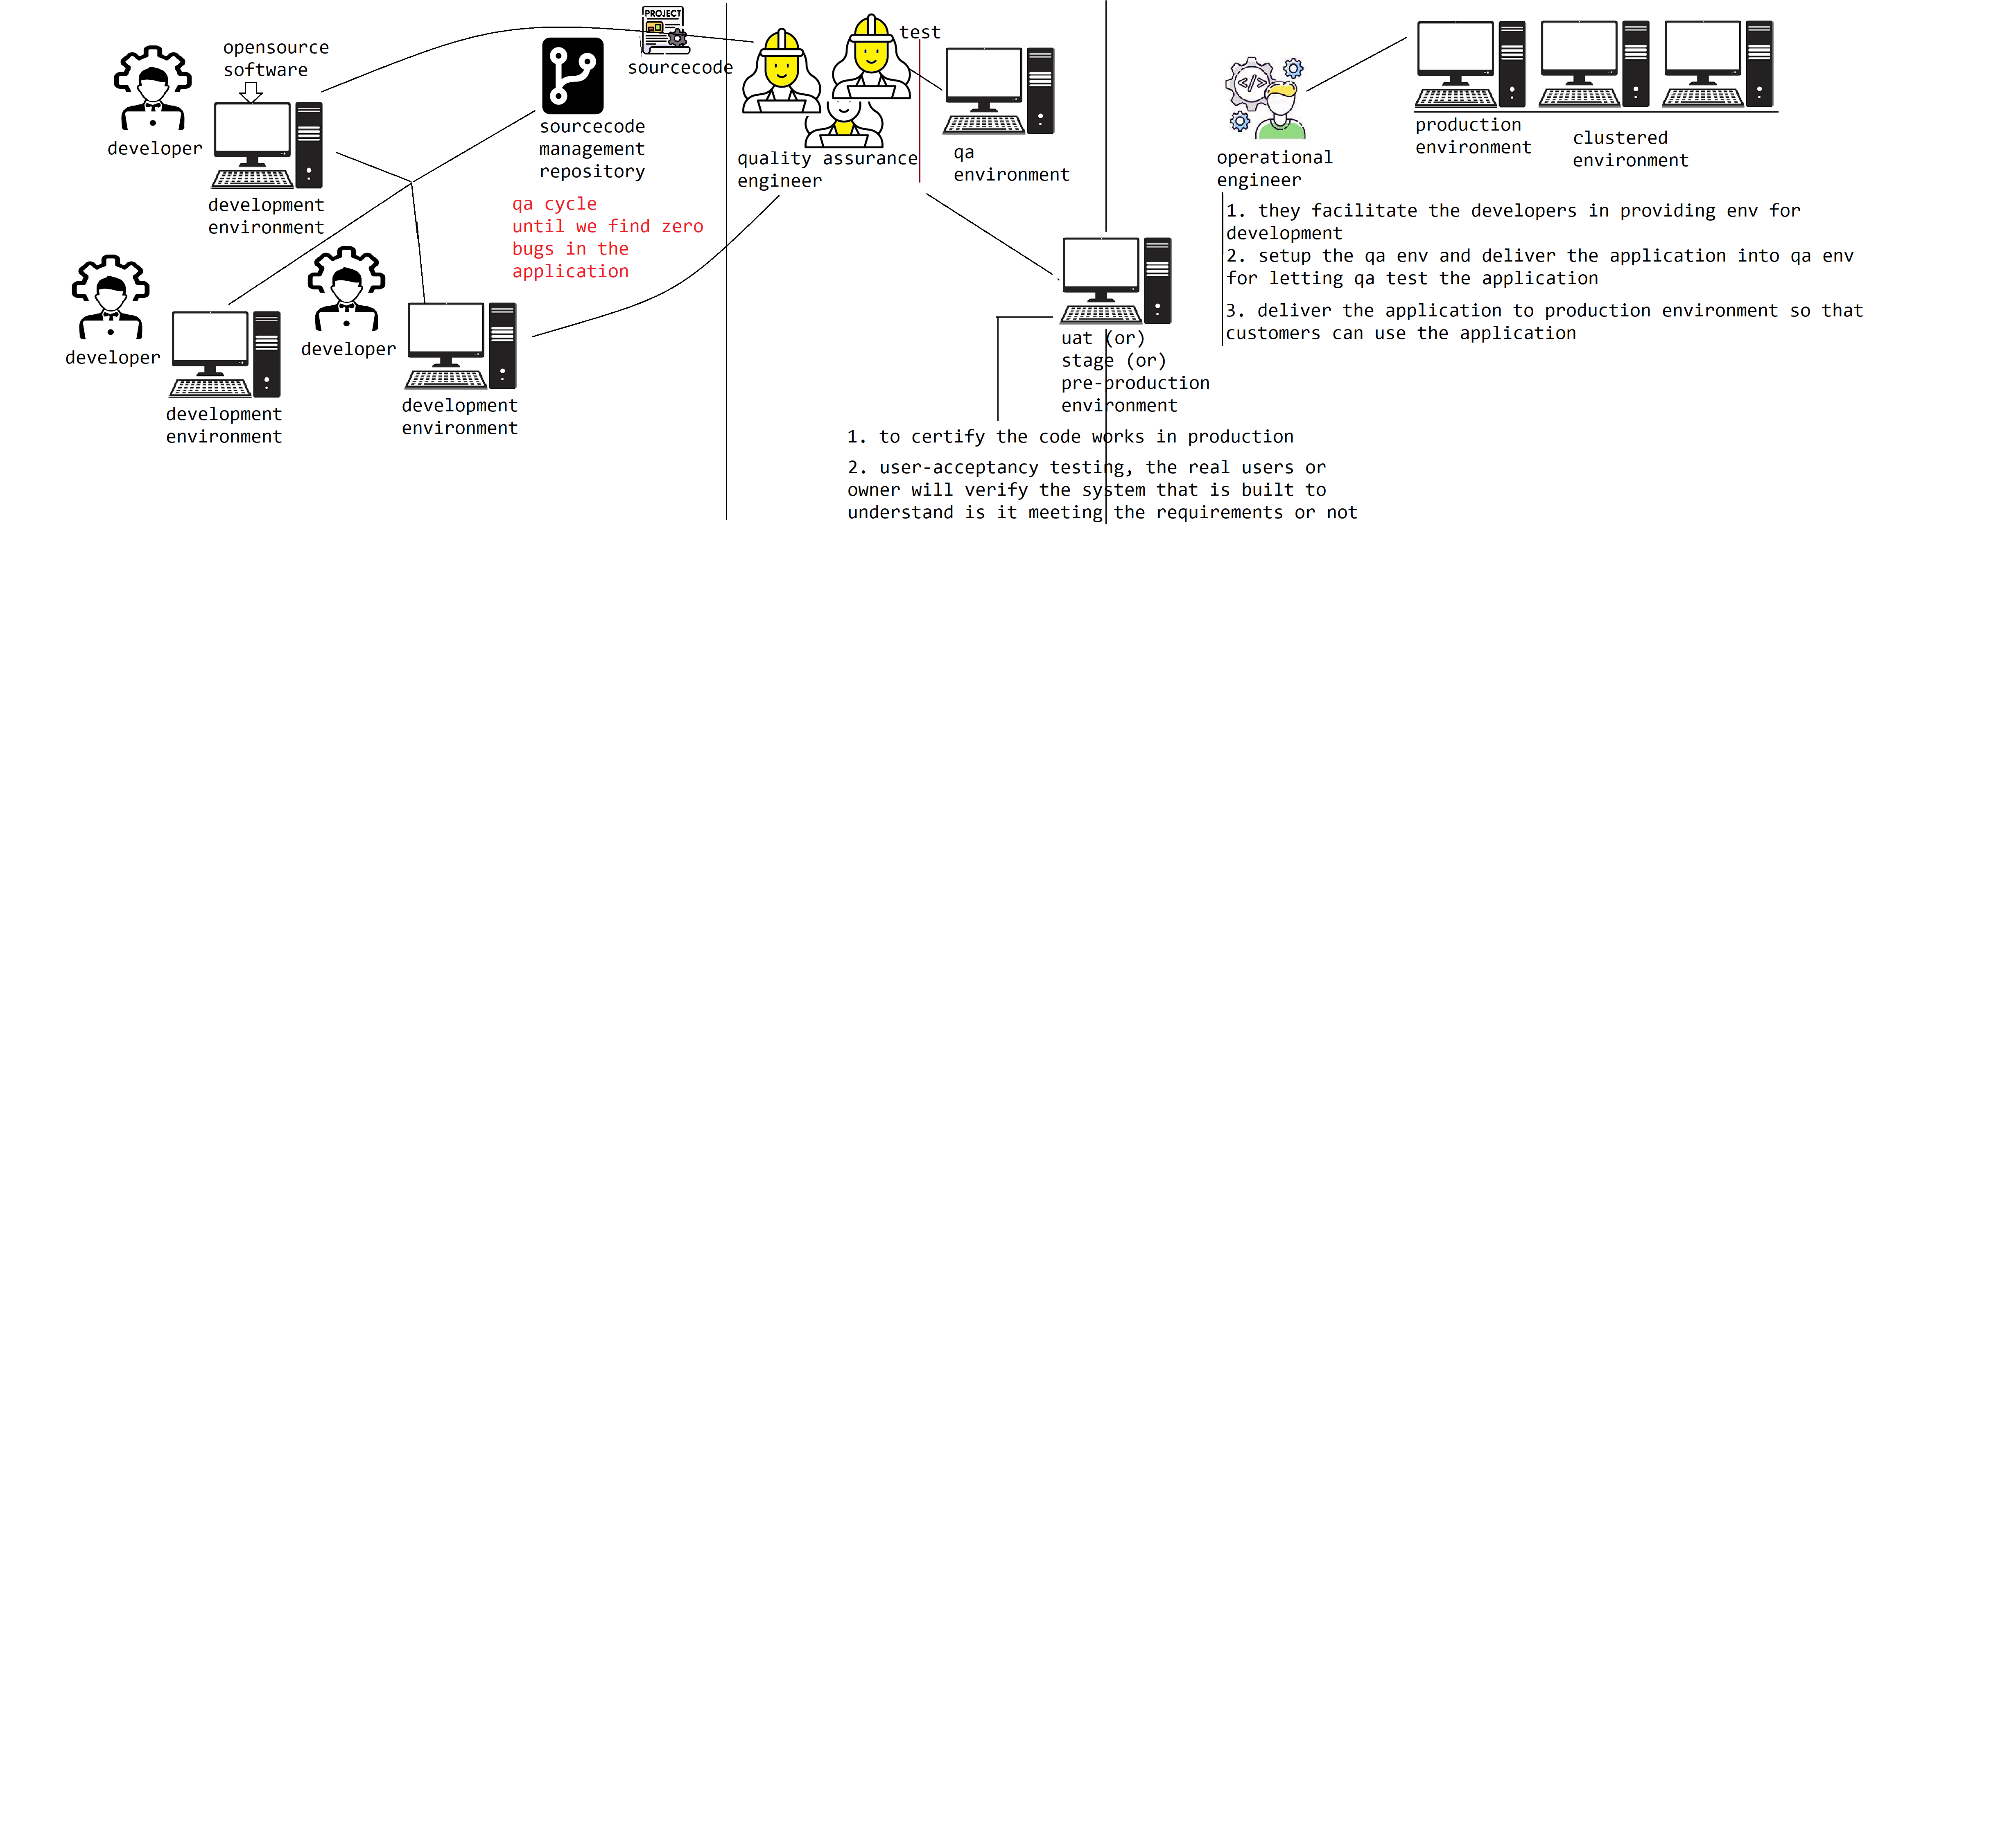 opensource
software
developer
development
environment
developer
development
environment
developer
development
environment
PROJECT
sourcecode
sourcecode
management
repository
qa cycle
until we find zero
bugs in the
application
test
quality assurance
engineer
qa
environment
uat (or)
stage (or)
pre-production
environment
1. to certify the code works in production
2. user-acceptancy testing, the real users or
owner will verify the system that is built to
understand is it meeting the requirements or not
</>
operational
engineer
production
environment
clustered
environment
1. they facilitate the developers in providing env for
development
2. setup the qa env and deliver the application into qa env
for letting qa test the application
3. deliver the application to production environment so that
customers can use the application